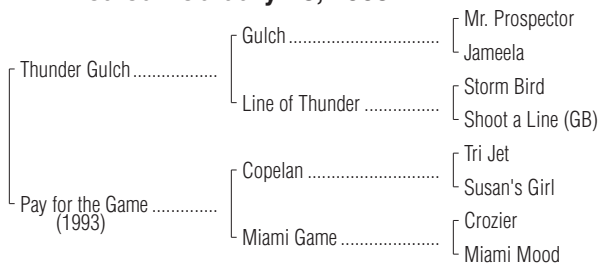 Gulch
Mr. Prospector
Jameela
Thunder Gulch
Line of Thunder
Storm Bird
Shoot a Line (GB)
Copelan
Tri Jet
Susan's Girl
Pay for the Game
(1993)
Miami Game
Crozier
Miami Mood